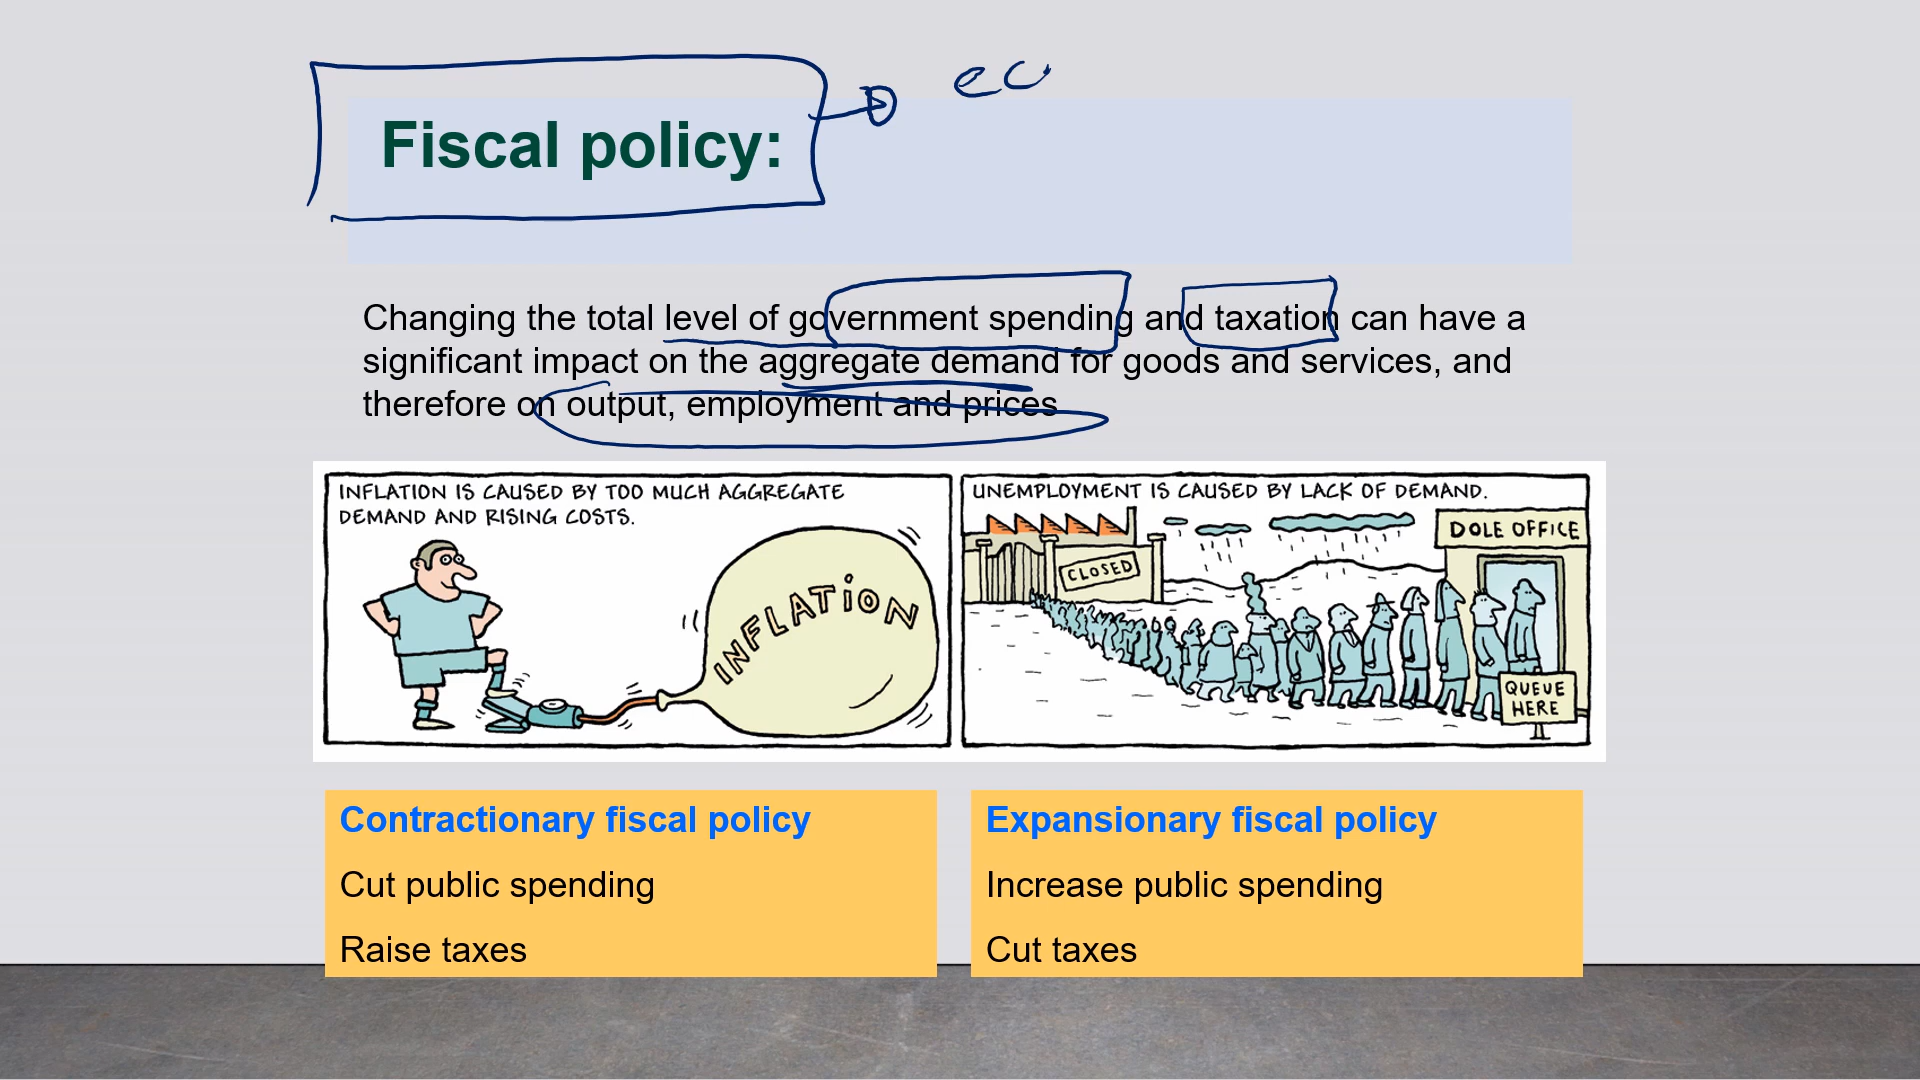 ec
Fiscal policy:
Changing the total level of government spending and taxation can have a
significant impact on the aggregate demand for goods and services, and
therefore on output, employment and prices
INFLATION IS CAUSED BY TOO MUCH AGGREGATE
DEMAND AND RISING COSTS.
INFLATION
UNEMPLOYMENT IS CAUSED BY LACK OF DEMAND.
DOLE OFFICE
CLOSED
QUEUE
HERE
Contractionary fiscal policy
Cut public spending
Raise taxes
Expansionary fiscal policy
Increase public spending
Cut taxes